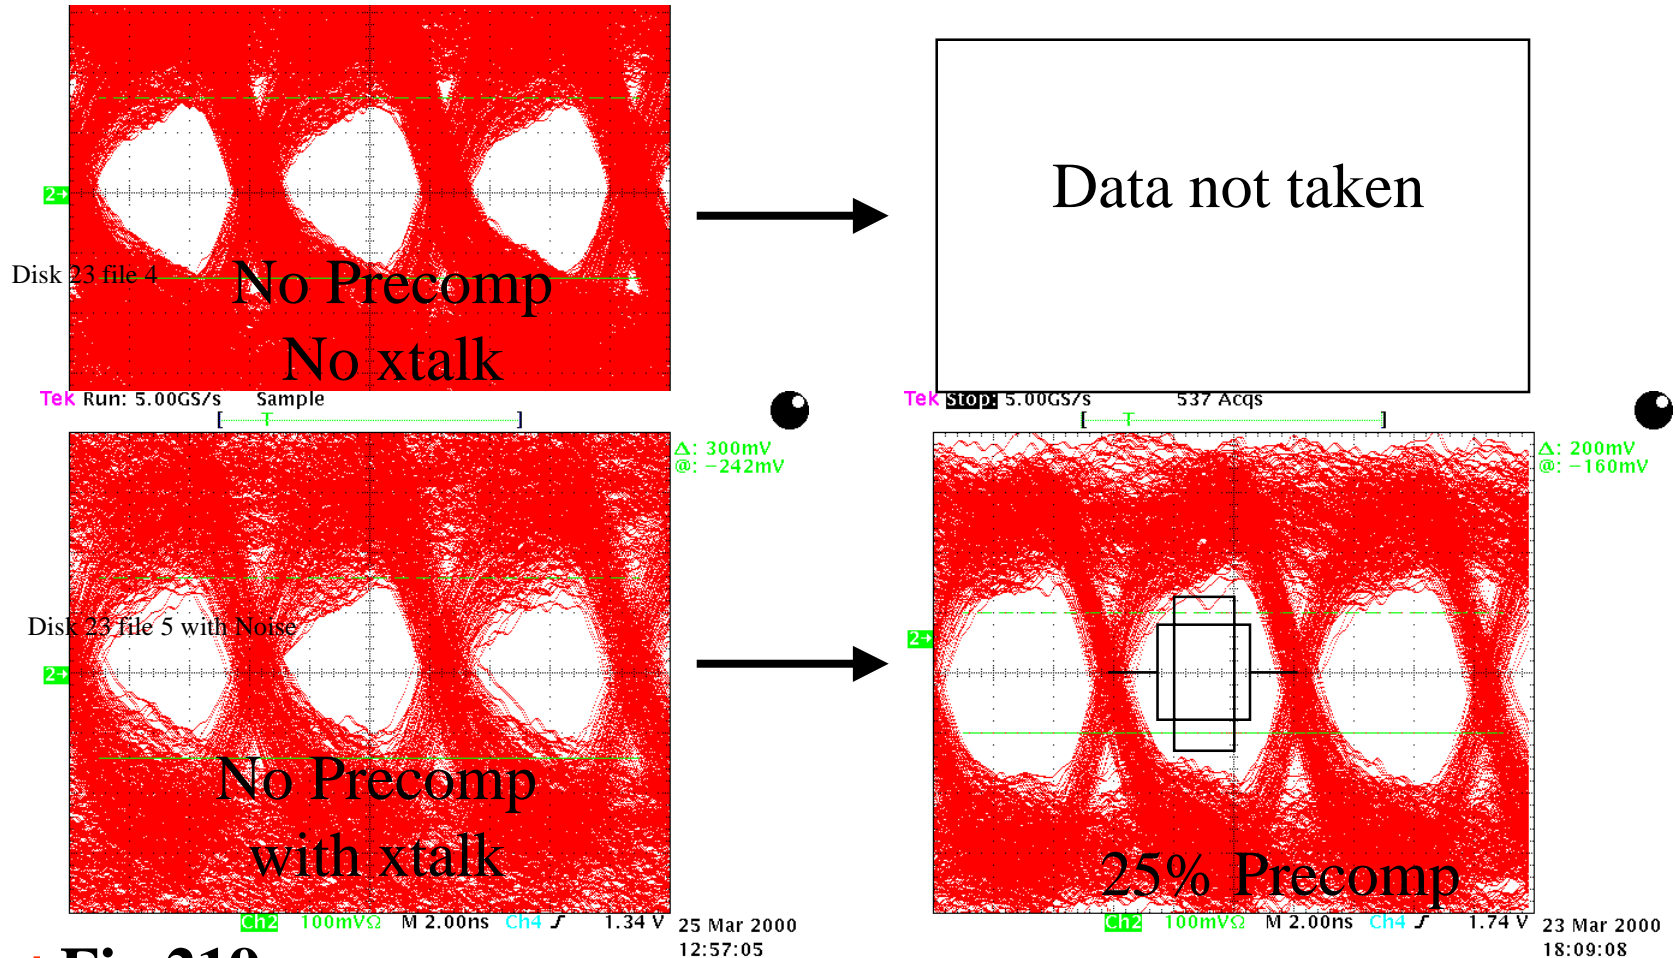 Data not taken
2→
Disk 23 file 4
No Precomp
No xtalk
Tek Run: 5.00GS/s Sample
Tek Stop: 5.00GS/s 537 Acqs
[ T ]
[ T ]
Δ: 300mV
@: −242mV
Δ: 200mV
@: −160mV
Disk 23 file 5 with Noise
2→
2→
No Precomp
with xtalk
25% Precomp
Ch2 100mVΩ M 2.00ns Ch4 ƒ 1.34 V
25 Mar 2000
12:57:05
Ch2 100mVΩ M 2.00ns Ch4 ƒ 1.74 V
23 Mar 2000
18:09:08